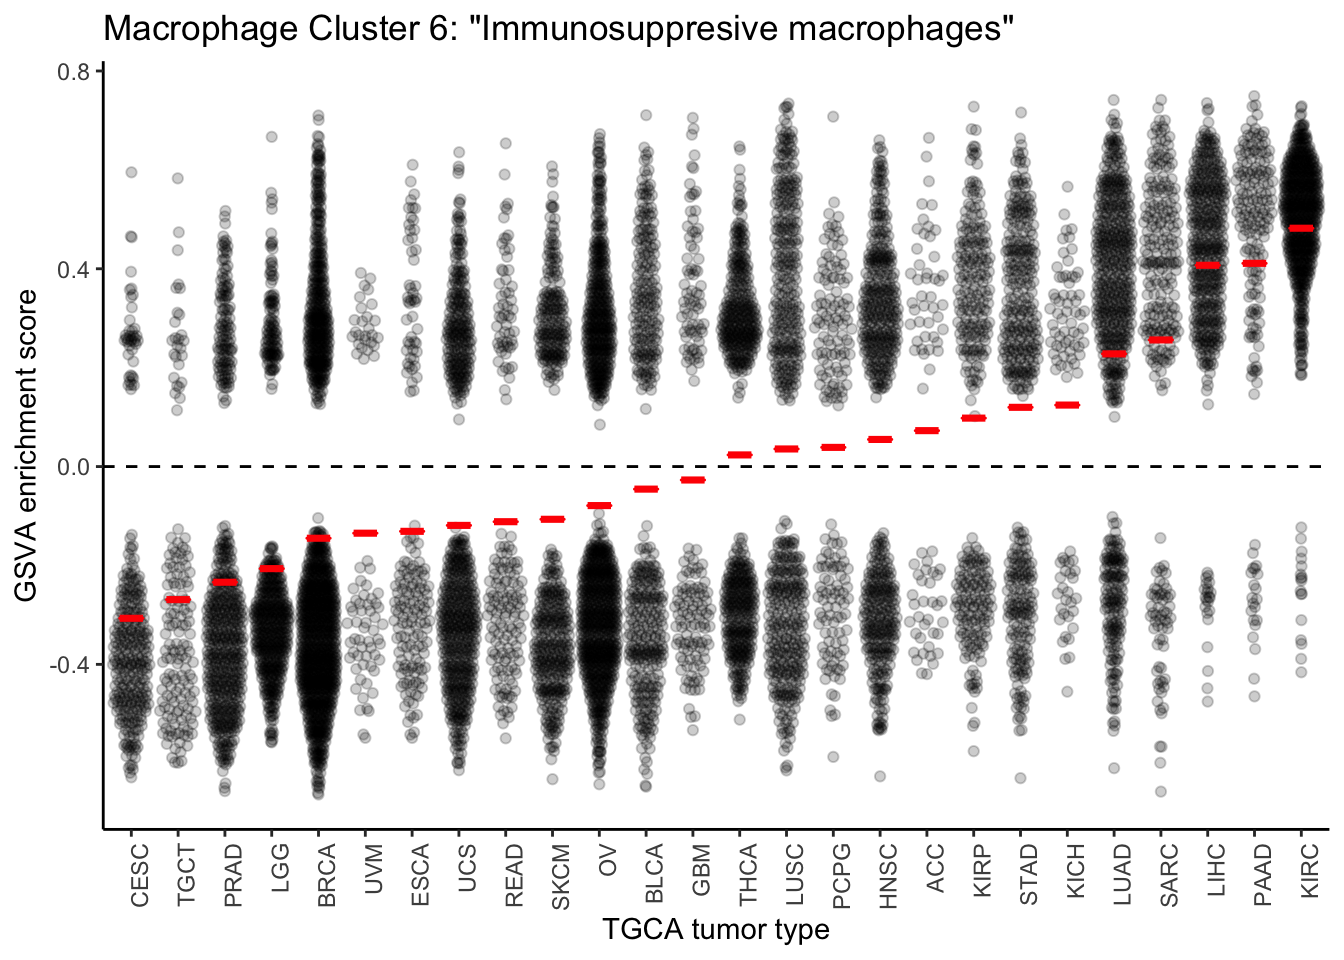 Macrophage Cluster 6: "Immunosuppresive macrophages"
GSVA enrichment score
0.8
0.4
0.0
-0.4
CESC
TGCT
PRAD
LGG
BRCA
UVM
ESCA
UCS
READ
SKCM
OV
BLCA
GBM
THCA
LUSC
PCPG
HNSC
ACC
KIRP
STAD
KICH
LUAD
SARC
LIHC
PAAD
KIRC
TGCA tumor type